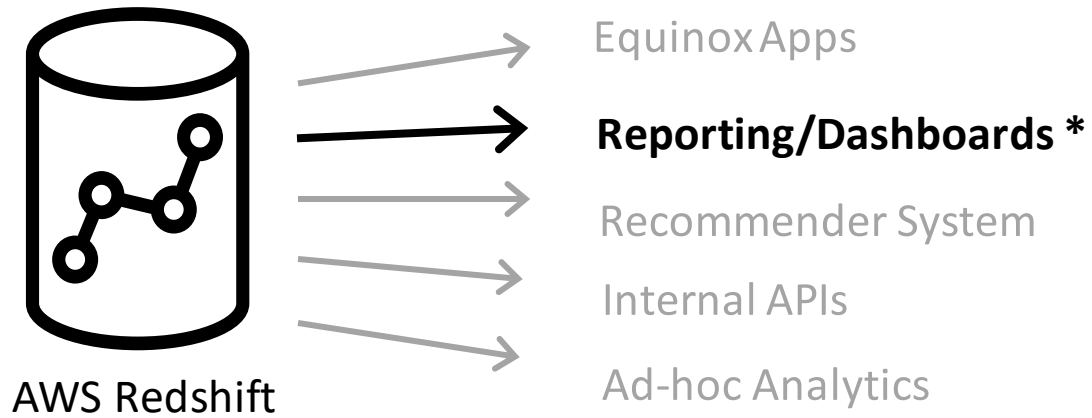 Equinox Apps
Reporting/Dashboards *
Recommender System
Internal APIs
Ad-hoc Analytics
AWS Redshift